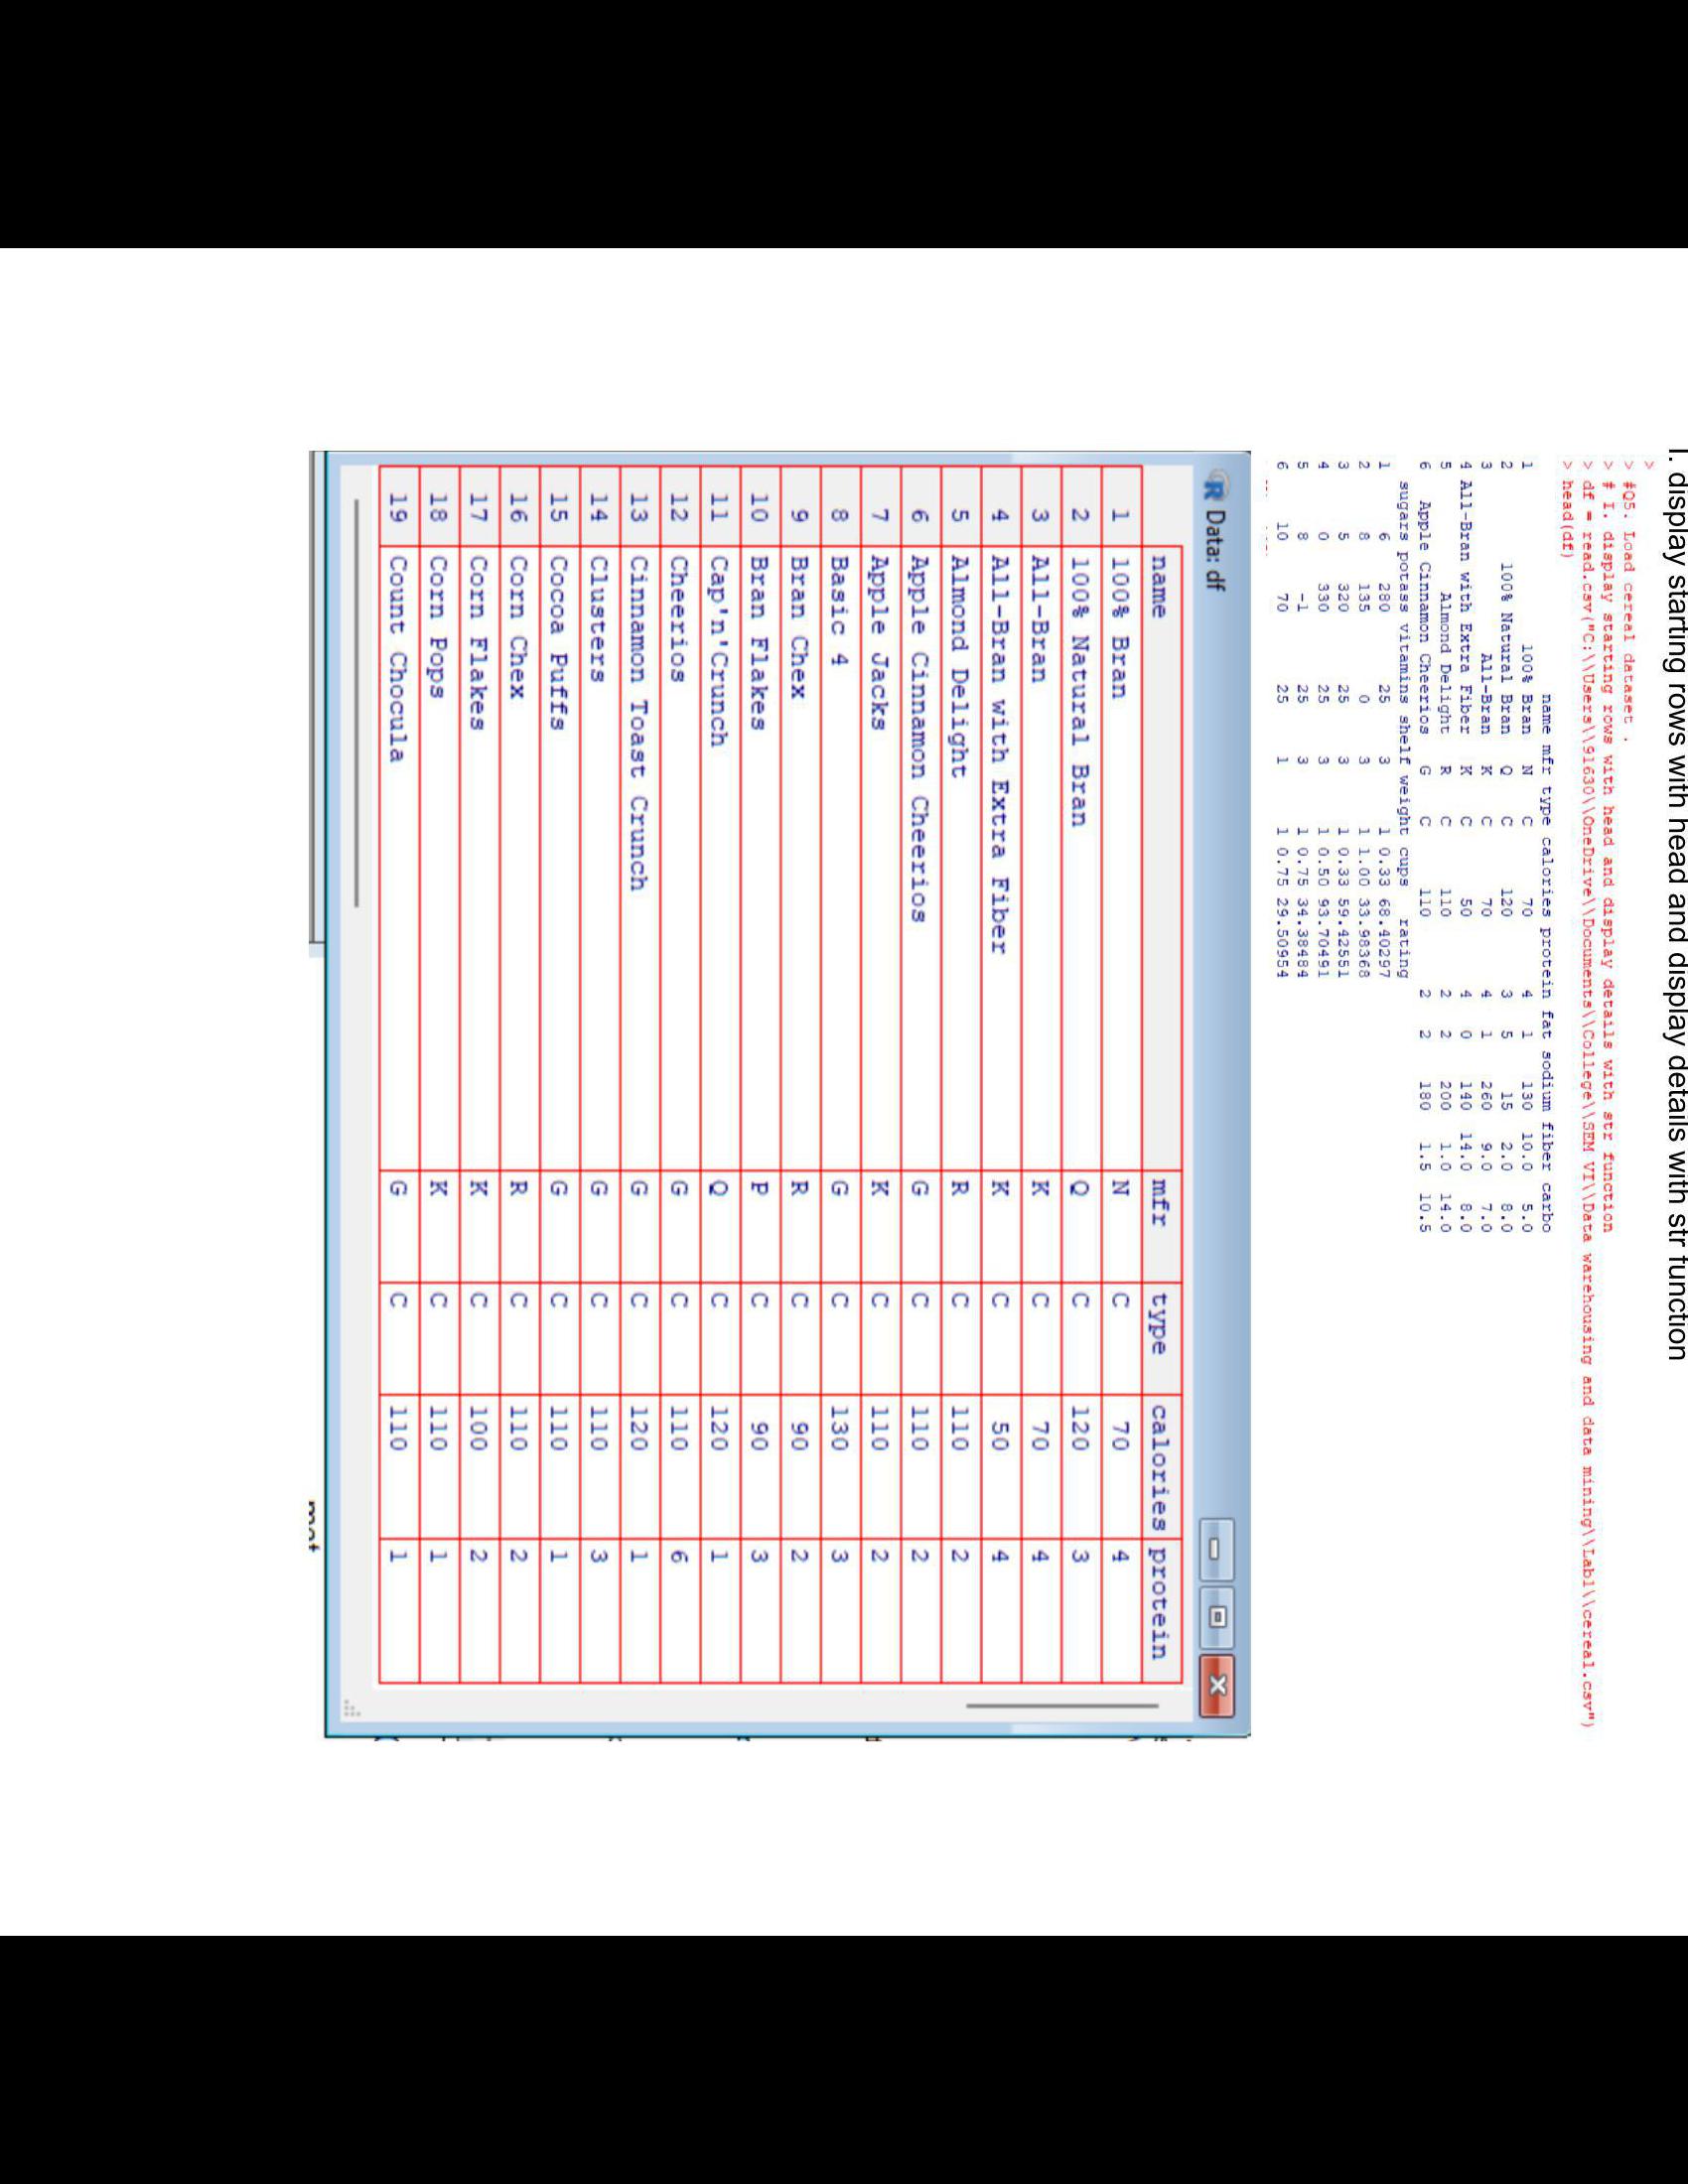 I. display starting rows with head and display details with str function
>
> #Q5. Load cereal dataset .
> # I. display starting rows with head and display details with str function
> df = read.csv("C:\\Users\\91630\\OneDrive\\Documents\\College\\SEM VI\\Data warehousing and data mining\\Lab1\\cereal.csv")
> head(df)
name mfr type calories protein fat sodium fiber carbo
1 100% Bran N C 70 4 1 130 10.0 5.0
2 100% Natural Bran Q C 120 3 5 15 2.0 8.0
3 All-Bran K C 70 4 1 260 9.0 7.0
4 All-Bran with Extra Fiber K C 50 4 0 140 14.0 8.0
5 Almond Delight R C 110 2 2 200 1.0 14.0
6 Apple Cinnamon Cheerios G C 110 2 2 180 1.5 10.5
sugars potass vitamins shelf weight cups rating
1 6 280 25 3 1 0.33 68.40297
2 8 135 0 3 1 1.00 33.98368
3 5 320 25 3 1 0.33 59.42551
4 0 330 25 3 1 0.50 93.70491
5 8 -1 25 3 1 0.75 34.38484
6 10 70 25 1 1 0.75 29.50954
R Data: df
name mfr type calories protein
1 100% Bran N C 70 4
2 100% Natural Bran Q C 120 3
3 All-Bran K C 70 4
4 All-Bran with Extra Fiber K C 50 4
5 Almond Delight R C 110 2
6 Apple Cinnamon Cheerios G C 110 2
7 Apple Jacks K C 110 2
8 Basic 4 G C 130 3
9 Bran Chex R C 90 2
10 Bran Flakes P C 90 3
11 Cap'n'Crunch Q C 120 1
12 Cheerios G C 110 6
13 Cinnamon Toast Crunch G C 120 1
14 Clusters G C 110 3
15 Cocoa Puffs G C 110 1
16 Corn Chex R C 110 2
17 Corn Flakes K C 100 2
18 Corn Pops K C 110 1
19 Count Chocula G C 110 1